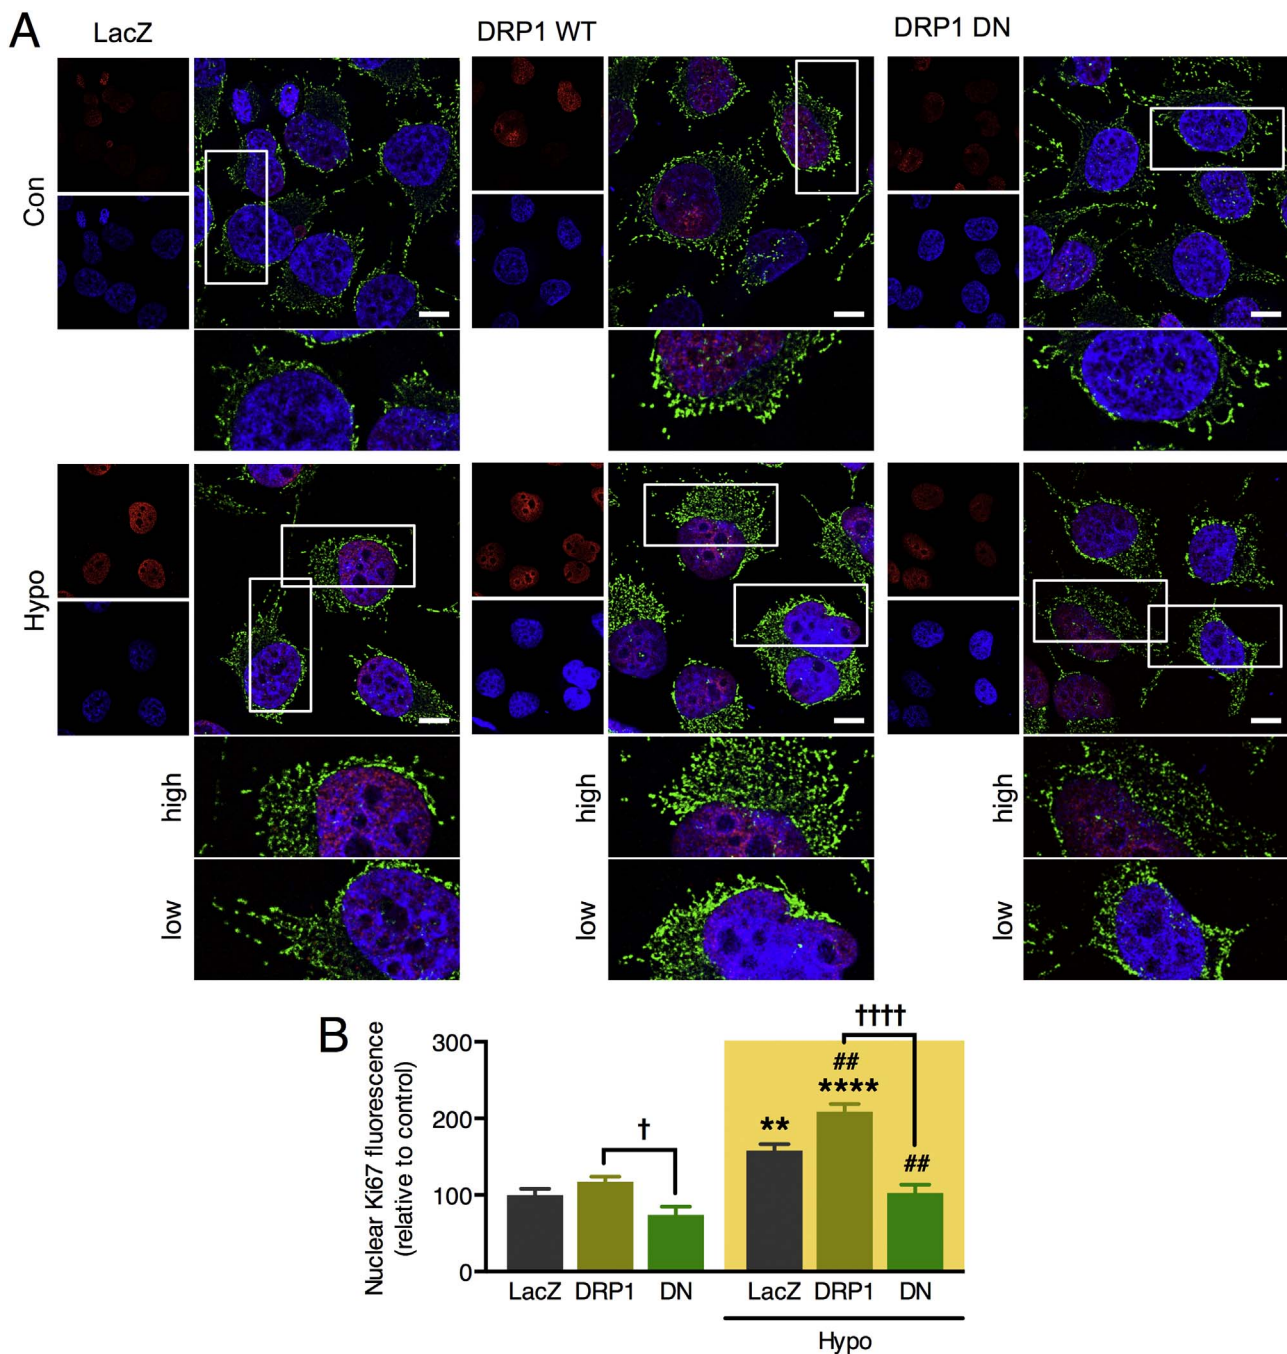 A
LacZ
DRP1 WT
DRP1 DN
Con
Hypo
high
high
high
low
low
low
B
Nuclear Ki67 fluorescence
(relative to control)
300
200
100
0
†
**
##
****
††††
##
LacZ
DRP1
DN
LacZ
DRP1
DN
Hypo